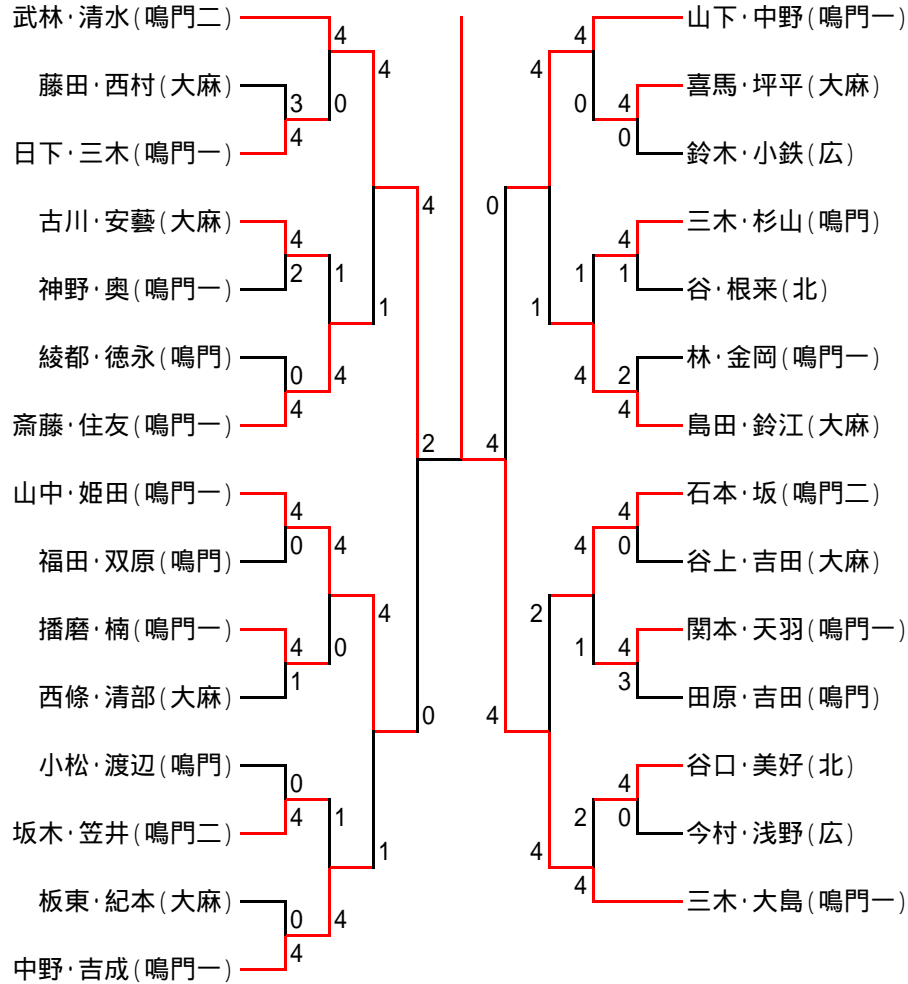 武林・清水(鳴門二)
藤田・西村(大麻)
日下・三木(鳴門一)
古川・安藝(大麻)
神野・奥(鳴門一)
綾都・徳永(鳴門)
斎藤・住友(鳴門一)
山中・姫田(鳴門一)
福田・双原(鳴門)
播磨・楠(鳴門一)
西條・清部(大麻)
小松・渡辺(鳴門)
坂木・笠井(鳴門二)
板東・紀本(大麻)
中野・吉成(鳴門一)
3
4
4
2
0
4
4
0
4
1
0
4
0
4
4
0
1
4
4
0
1
4
4
1
4
1
4
0
2
4
0
4
4
1
2
4
4
0
1
4
4
1
2
4
4
0
4
0
4
1
2
4
4
0
4
3
4
0
山下・中野(鳴門一)
喜馬・坪平(大麻)
鈴木・小鉄(広)
三木・杉山(鳴門)
谷・根来(北)
林・金岡(鳴門一)
島田・鈴江(大麻)
石本・坂(鳴門二)
谷上・吉田(大麻)
関本・天羽(鳴門一)
田原・吉田(鳴門)
谷口・美好(北)
今村・浅野(広)
三木・大島(鳴門一)